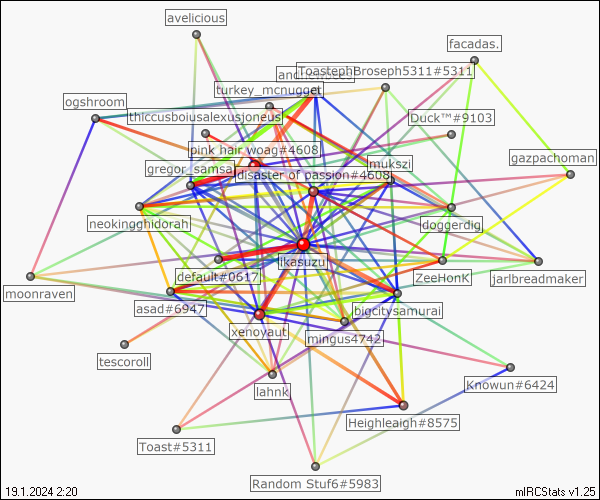 avelicious
facadas.
ToastephBroseph5311#5311
turkey_mcnugget
ogshroom
thiccusboiusalexusjoneus
Duck™#9103
pink hair woag#4608
gazpachoman
mukszi
gregor_samsa
disaster of passion#4608
neokingghidorah
doggerdig
ikasuzu
default#0617
ZeeHonK
jarlbreadmaker
moonraven
asad#6947
bigcitysamurai
xenoyaut
mingus4742
tescoroll
lahnk
Knowun#6424
Heighleaigh#8575
Toast#5311
Random Stuf6#5983
19.1.2024 2:20
mIRCStats v1.25